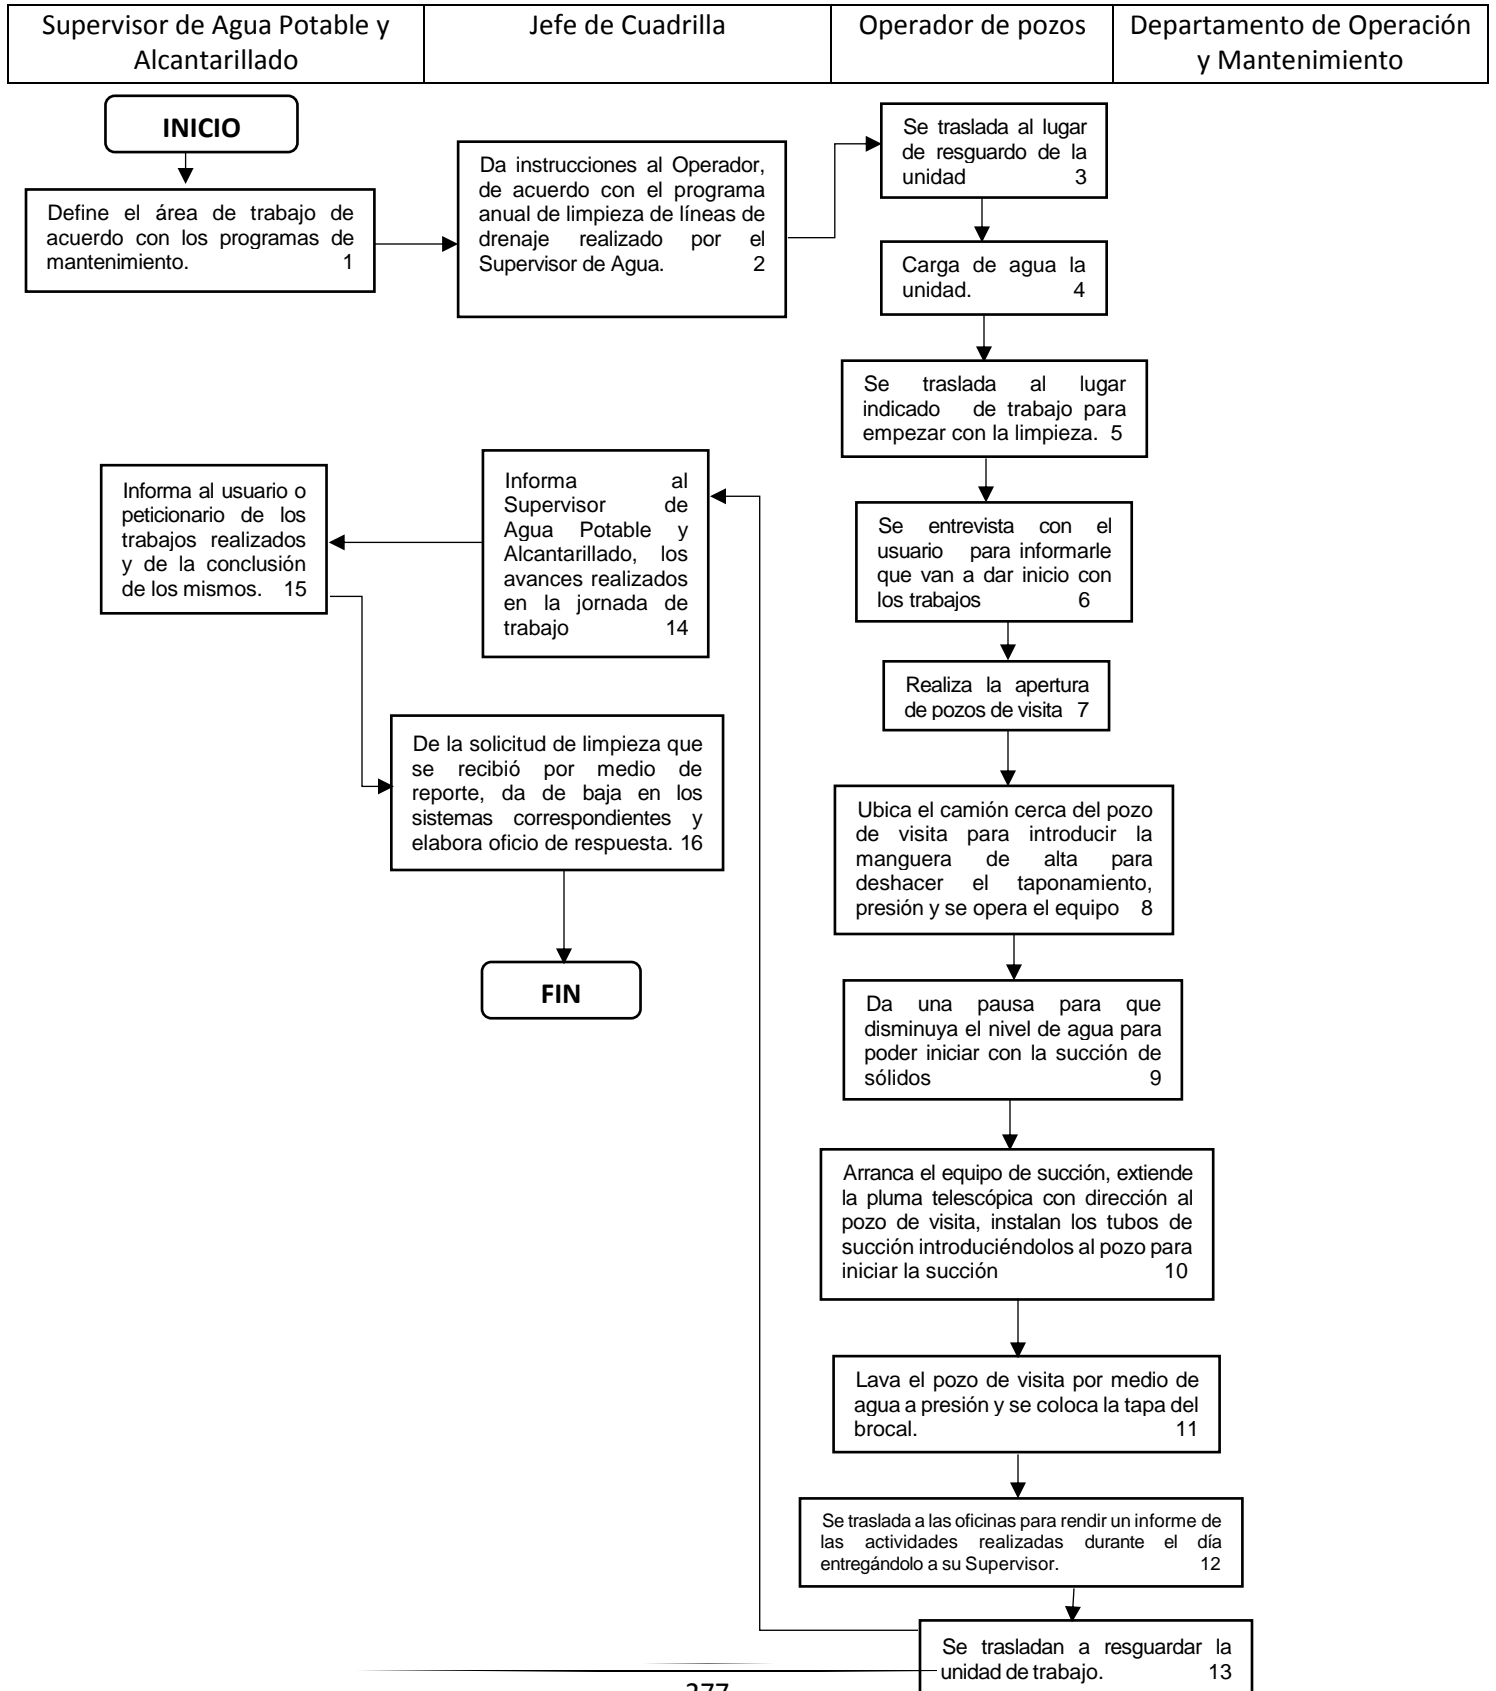 Supervisor de Agua Potable y
Alcantarillado
Jefe de Cuadrilla
Operador de pozos
Departamento de Operación
y Mantenimiento
INICIO
Define el área de trabajo de
acuerdo con los programas de
mantenimiento. 1
Da instrucciones al Operador,
de acuerdo con el programa
anual de limpieza de líneas de
drenaje realizado por el
Supervisor de Agua. 2
Se traslada al lugar
de resguardo de la
unidad 3
Carga de agua la
unidad. 4
Se traslada al lugar
indicado de trabajo para
empezar con la limpieza. 5
Se entrevista con el
usuario para informarle
que van a dar inicio con
los trabajos 6
Realiza la apertura
de pozos de visita 7
Ubica el camión cerca del pozo
de visita para introducir la
manguera de alta para
deshacer el taponamiento,
presión y se opera el equipo 8
Da una pausa para que
disminuya el nivel de agua para
poder iniciar con la succión de
sólidos 9
Arranca el equipo de succión, extiende
la pluma telescópica con dirección al
pozo de visita, instalan los tubos de
succión introduciéndolos al pozo para
iniciar la succión 10
Lava el pozo de visita por medio de
agua a presión y se coloca la tapa del
brocal. 11
Se traslada a las oficinas para rendir un informe de
las actividades realizadas durante el día
entregándolo a su Supervisor. 12
Se trasladan a resguardar la
unidad de trabajo. 13
Informa al
Supervisor de
Agua Potable y
Alcantarillado, los
avances realizados
en la jornada de
trabajo 14
Informa al usuario o
peticionario de los
trabajos realizados
y de la conclusión
de los mismos. 15
De la solicitud de limpieza que
se recibió por medio de
reporte, da de baja en los
sistemas correspondientes y
elabora oficio de respuesta. 16
FIN